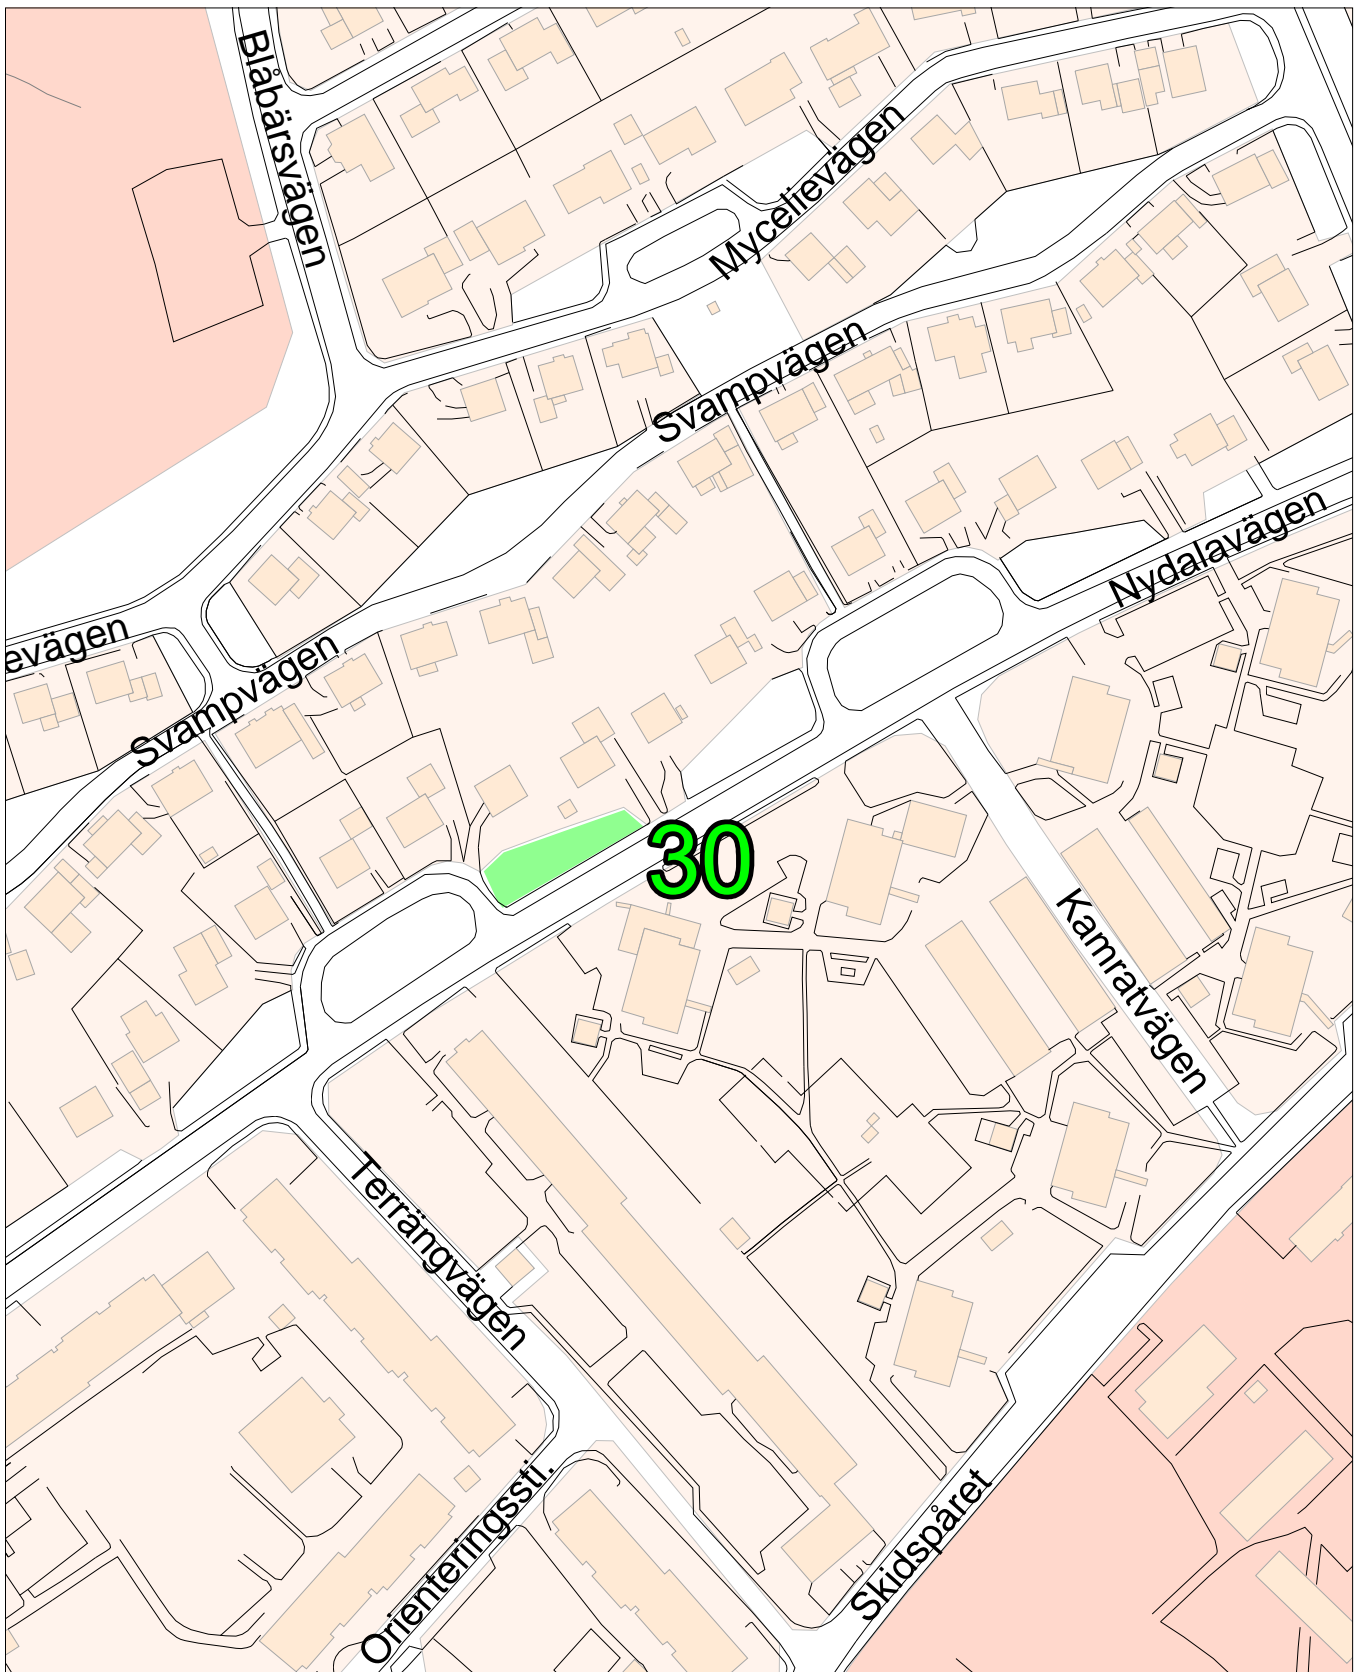 Blåbärsvägen
Mycelievägen
Svampvägen
Nydalavägen
evägen
Svampvägen
30
Kamratvägen
Terrängvägen
Orienteringsstl.
Skidspåret